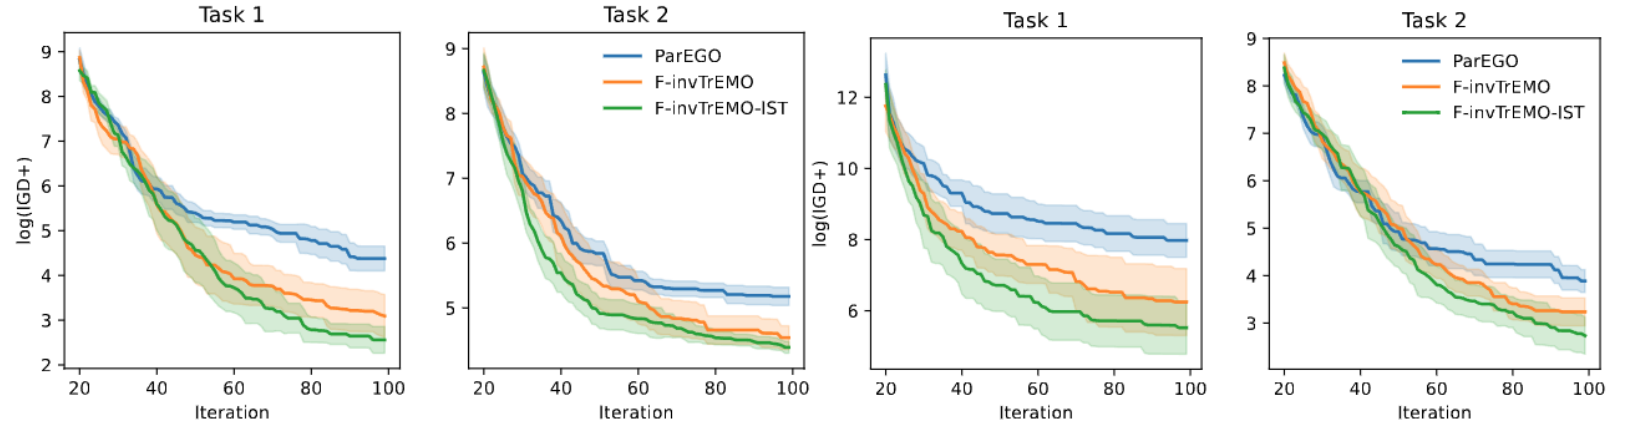 Task 1
9
8
7
6
5
4
3
2
log(IGD+)
20 40 60 80 100
Iteration
Task 2
ParEGO
F-invTrEMO
F-invTrEMO-IST
9
8
7
6
5
20 40 60 80 100
Iteration
Task 1
12
10
8
6
log(IGD+)
20 40 60 80 100
Iteration
Task 2
ParEGO
F-invTrEMO
F-invTrEMO-IST
9
8
7
6
5
4
3
20 40 60 80 100
Iteration